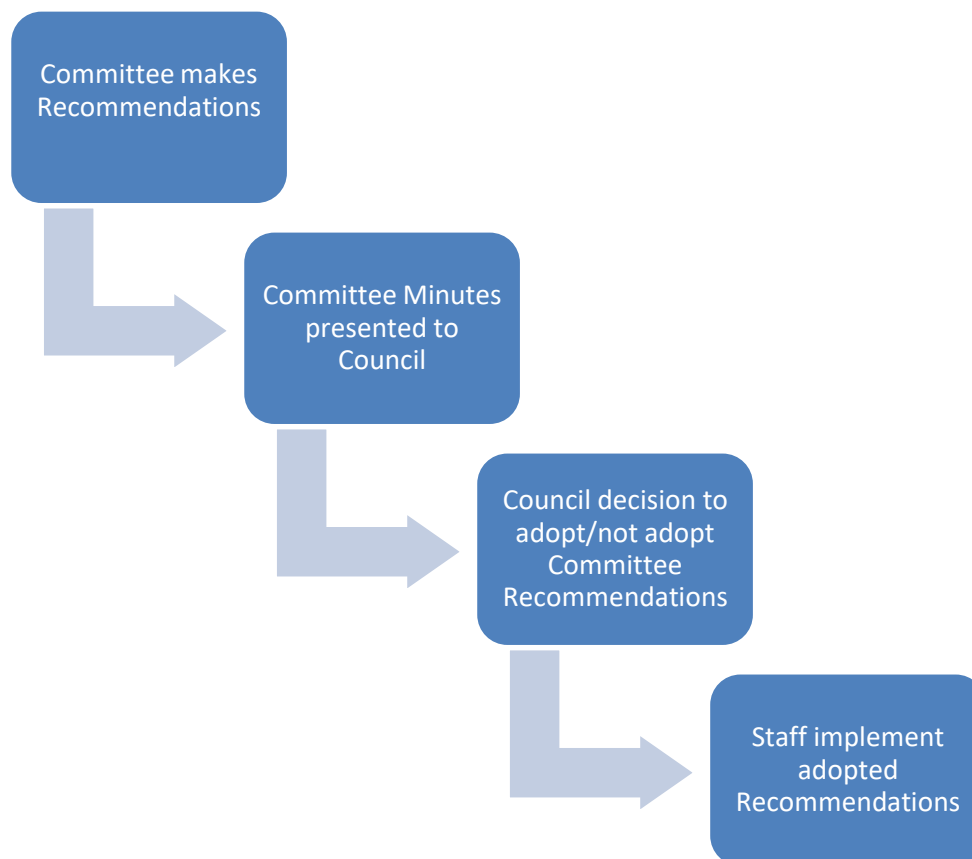 Committee makes
Recommendations
Committee Minutes
presented to
Council
Council decision to
adopt/not adopt
Committee
Recommendations
Staff implement
adopted
Recommendations